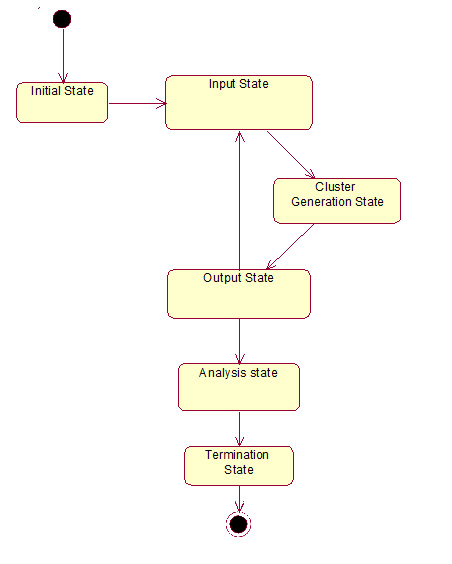 Initial State
Input State
Cluster
Generation State
Output State
Analysis state
Termination
State